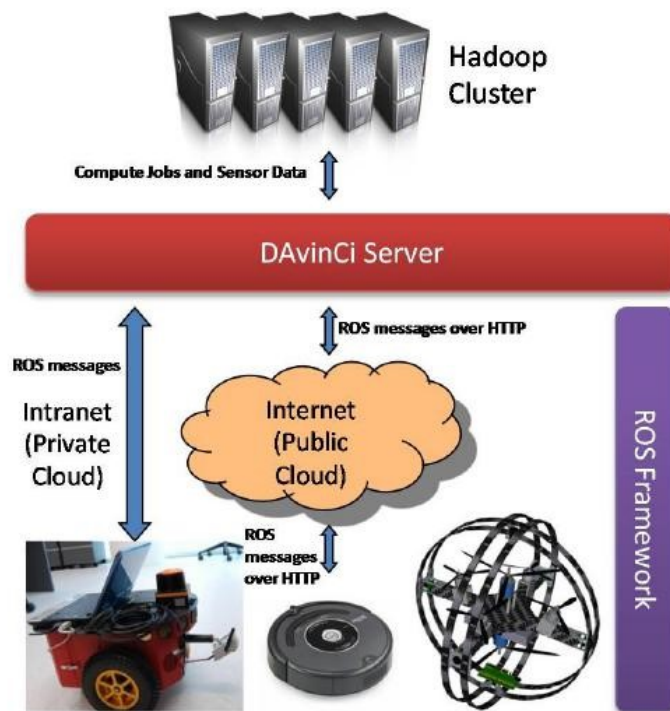 Hadoop
Cluster
Compute Jobs and Sensor Data
DAvinCi Server
ROS messages over HTTP
ROS messages
Intranet
(Private
Cloud)
Internet
(Public
Cloud)
ROS
messages
over HTTP
ROS Framework